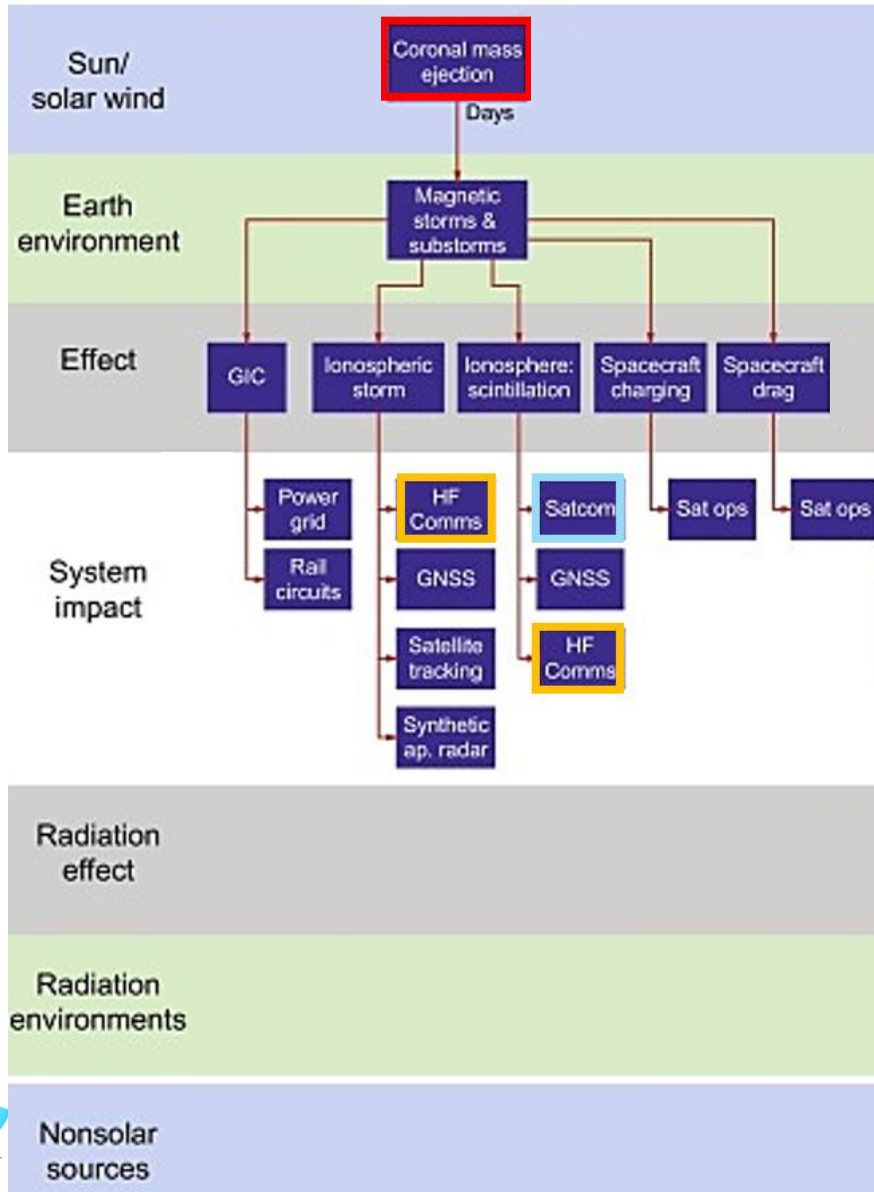 Sun/
solar wind
Coronal mass
ejection
Days
Earth
environment
Magnetic
storms &
substorms
Effect
GIC
Ionospheric
storm
Ionosphere:
scintillation
Spacecraft
charging
Spacecraft
drag
System
impact
Power
grid
HF
Comms
Satcom
Sat ops
Sat ops
Rail
circuits
GNSS
GNSS
Satellite
tracking
HF
Comms
Synthetic
ap. radar
Radiation
effect
Radiation
environments
Nonsolar
sources